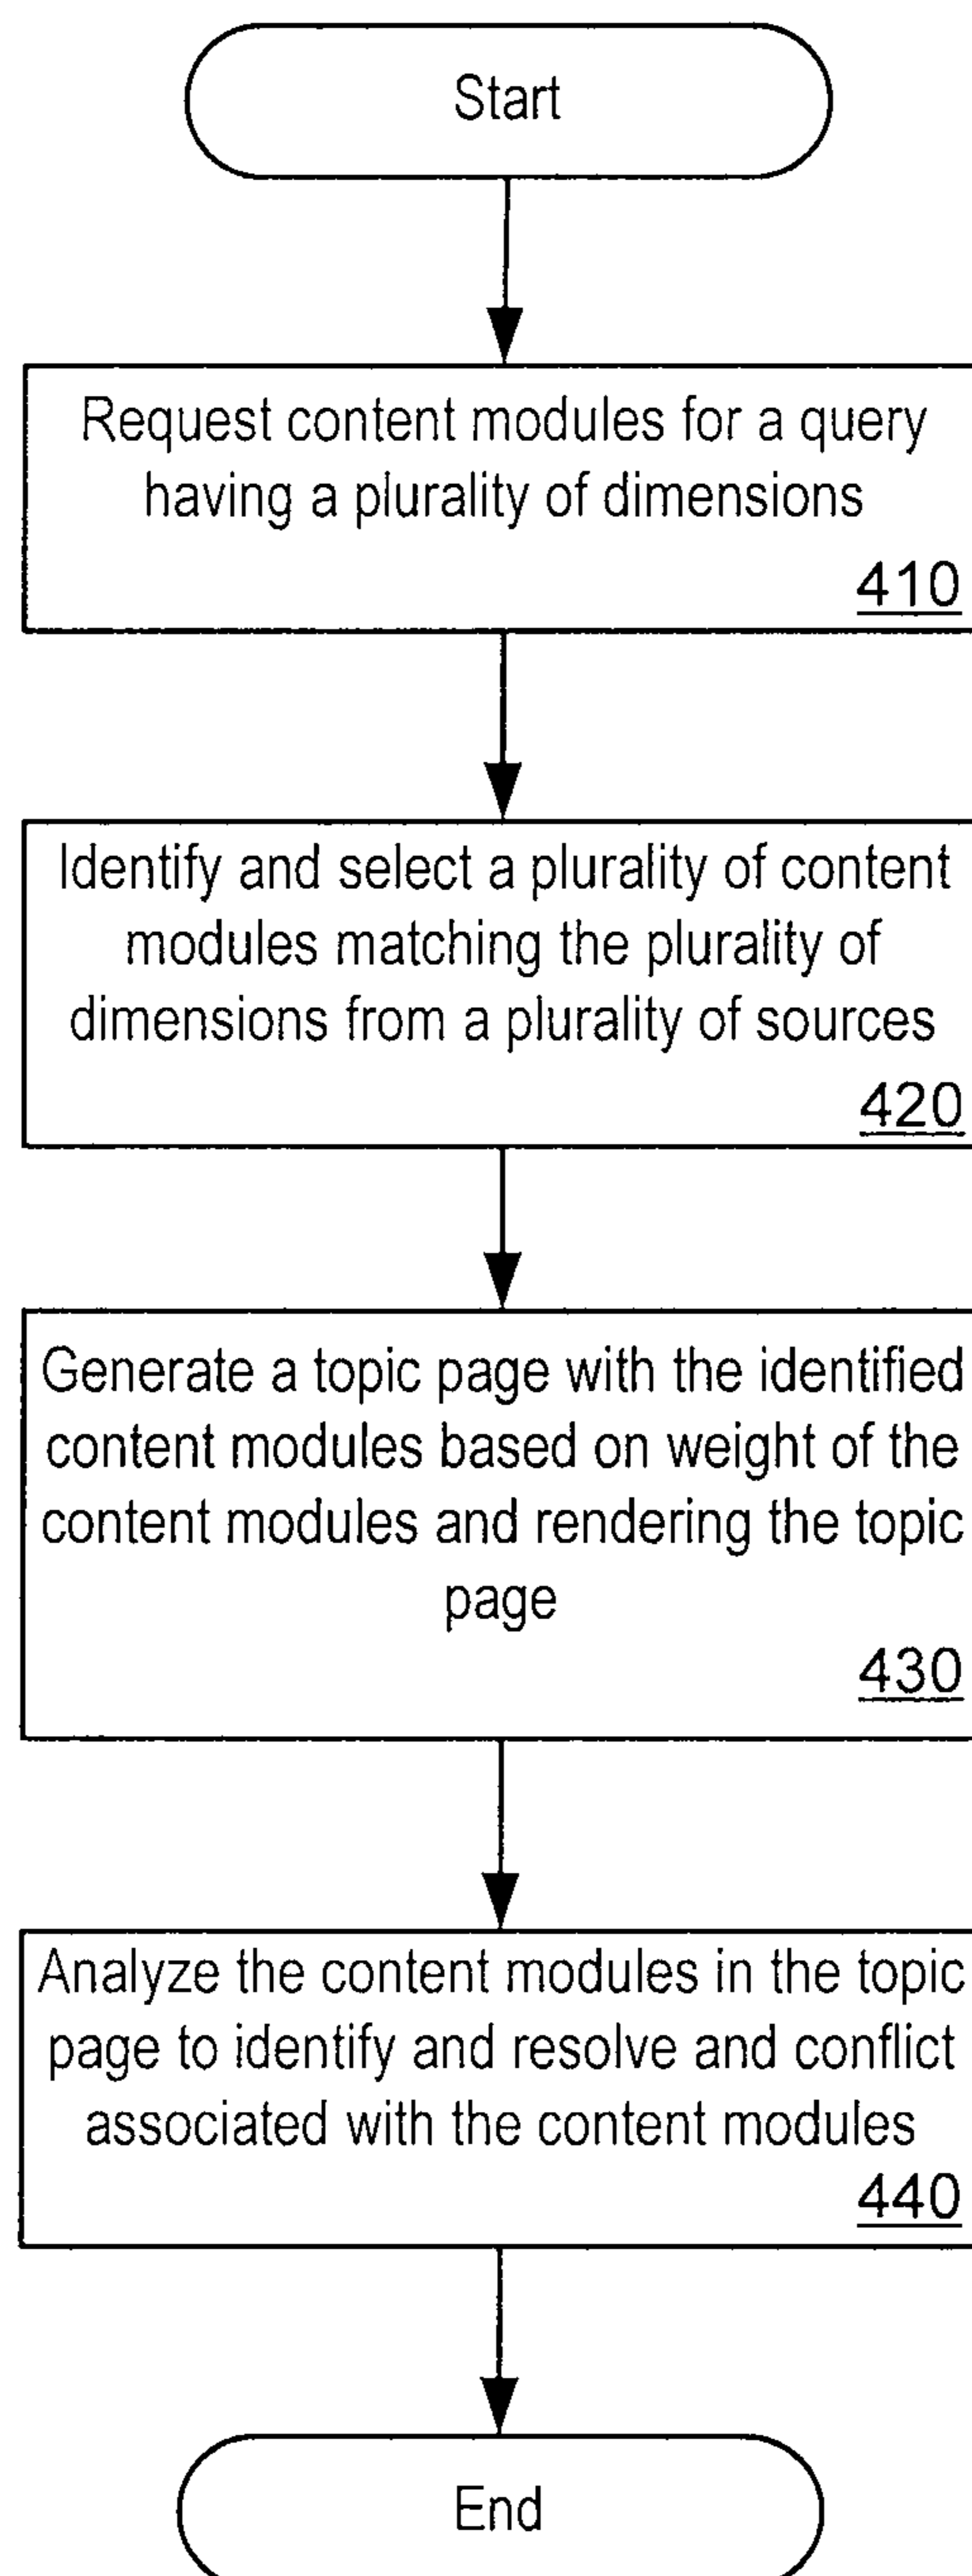 Start
Request content modules for a query
having a plurality of dimensions
410
Identify and select a plurality of content
modules matching the plurality of
dimensions from a plurality of sources
420
Generate a topic page with the identified
content modules based on weight of the
content modules and rendering the topic
page
430
Analyze the content modules in the topic
page to identify and resolve and conflict
associated with the content modules
440
End